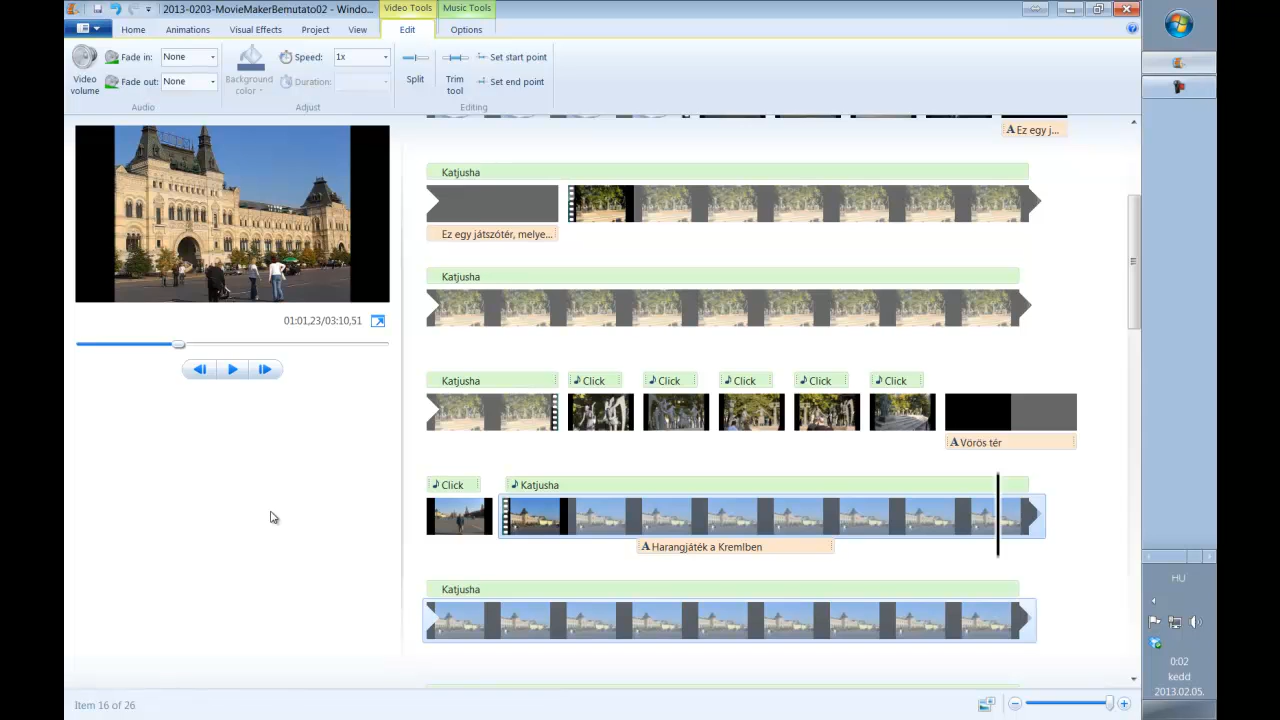 2013-0203-MovieMakerBemutato02 - Windo...
Video Tools
Music Tools
Home
Animations
Visual Effects
Project
View
Edit
Options
Video volume
Fade in: None
Fade out: None
Audio
Background color
Speed: 1x
Duration:
Adjust
Split
Trim tool
Set start point
Set end point
Editing
01:01,23/03:10,51
A Ez egy j...
Katjusha
Ez egy játszótér, melye...
Katjusha
Katjusha
Click
Click
Click
Click
Click
A Vörös tér
Click
Katjusha
A Harangjáték a Kremlben
Katjusha
Item 16 of 26
HU
0:02
kedd
2013.02.05.